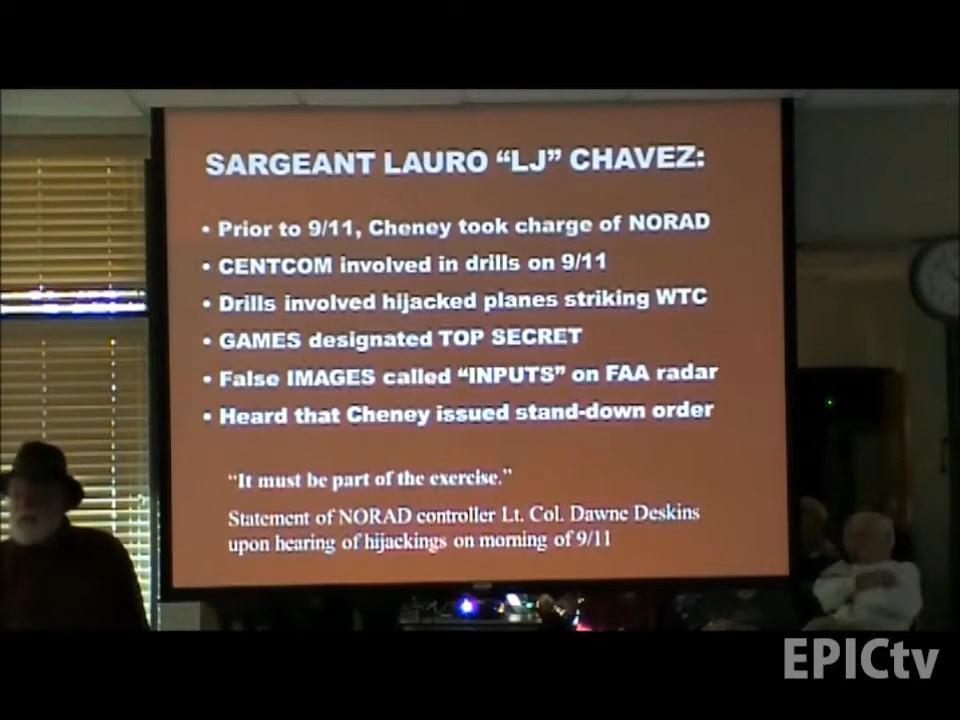 SARGEANT LAURO “LJ” CHAVEZ:
• Prior to 9/11, Cheney took charge of NORAD
• CENTCOM involved in drills on 9/11
• Drills involved hijacked planes striking WTC
• GAMES designated TOP SECRET
• False IMAGES called “INPUTS” on FAA radar
• Heard that Cheney issued stand-down order
“It must be part of the exercise.”
Statement of NORAD controller Lt. Col. Dawne Deskins
upon hearing of hijackings on morning of 9/11
EPICtv